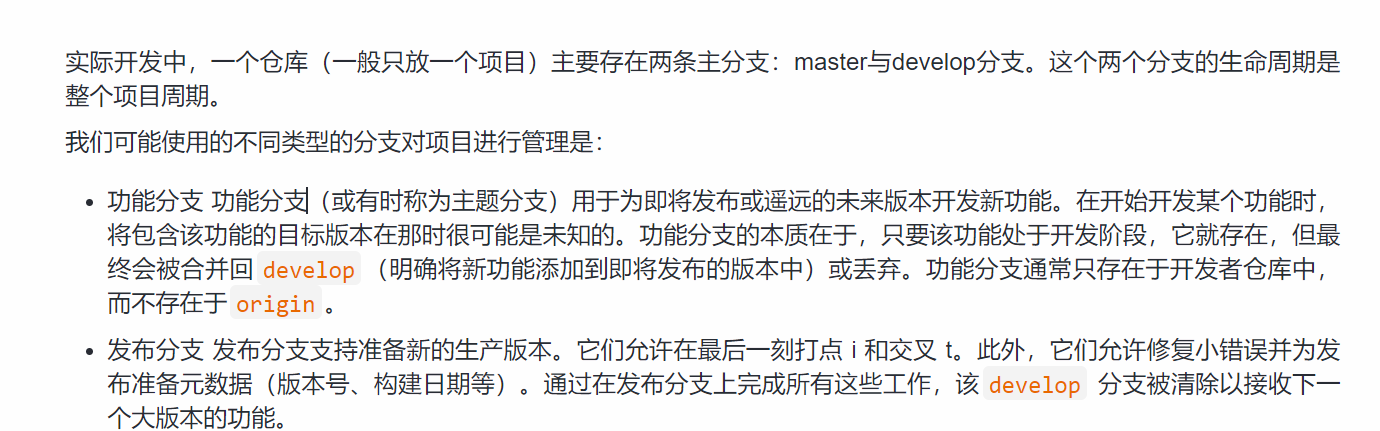 实际开发中，一个仓库（一般只放一个项目）主要存在两条主分支：master与develop分支。这个两个分支的生命周期是
整个项目周期。
我们可能使用的不同类型的分支对项目进行管理是：
• 功能分支 功能分支（或有时称为主题分支）用于为即将发布或遥远的未来版本开发新功能。在开始开发某个功能时，
将包含该功能的目标版本在那时很可能是未知的。功能分支的本质在于，只要该功能处于开发阶段，它就存在，但最
终会被合并回 develop （明确将新功能添加到即将发布的版本中）或丢弃。功能分支通常只存在于开发者仓库中，
而不存在于 origin 。
• 发布分支 发布分支支持准备新的生产版本。它们允许在最后一刻打点 i 和交叉 t。此外，它们允许修复小错误并为发
布准备元数据（版本号、构建日期等）。通过在发布分支上完成所有这些工作，该 develop 分支被清除以接收下一
个大版本的功能。